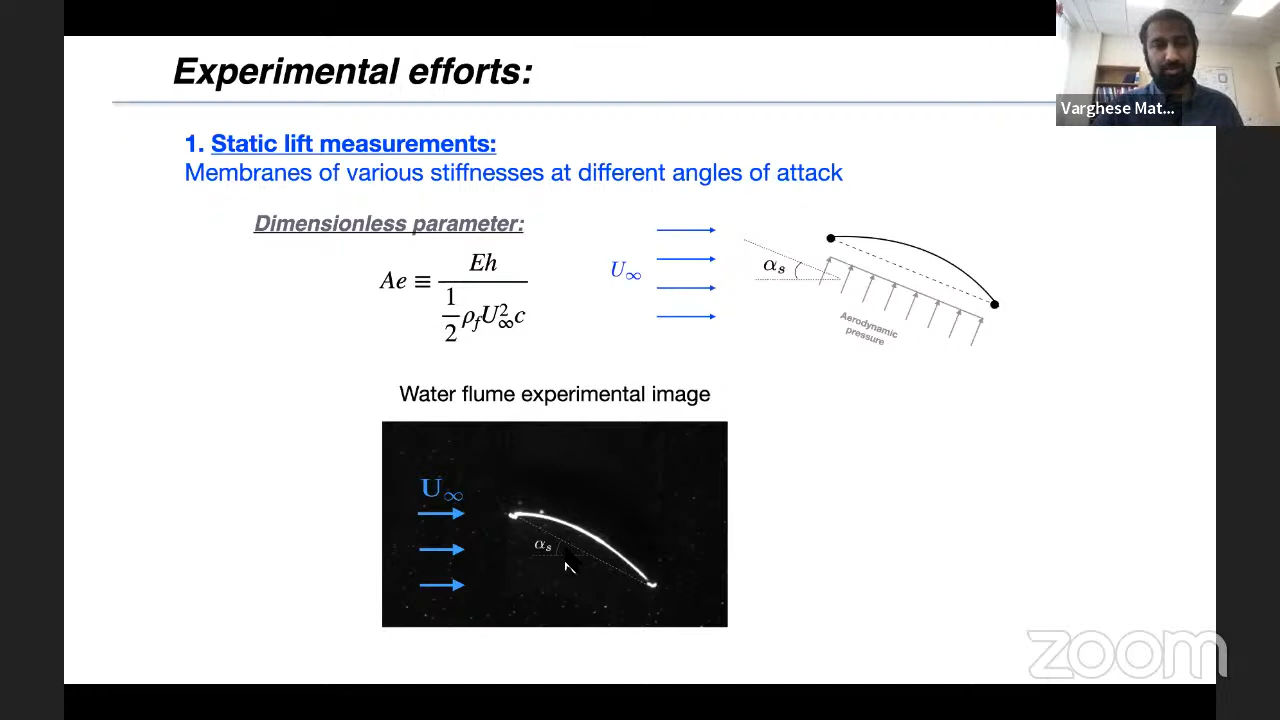 Experimental efforts:
Varghese Mat...
1. Static lift measurements:
Membranes of various stiffnesses at different angles of attack
Dimensionless parameter:
Ae ≡ Eh / 1/2 ρf U∞² c
U∞
αs
Aerodynamic
pressure
Water flume experimental image
U∞
αs
zoom